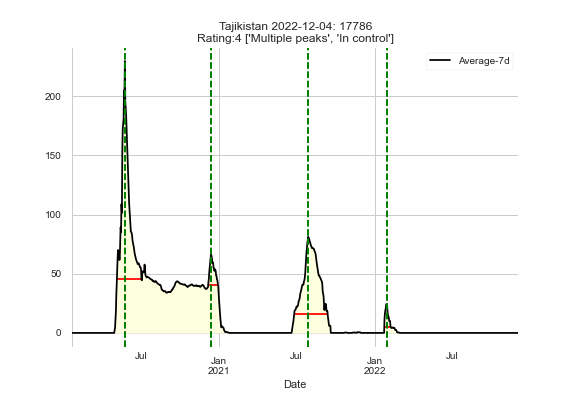 Tajikistan 2022-12-04: 17786
Rating:4 ['Multiple peaks', 'In control']
Average-7d
200
150
100
50
0
Jul
Jan
2021
Jul
Jan
2022
Jul
Date